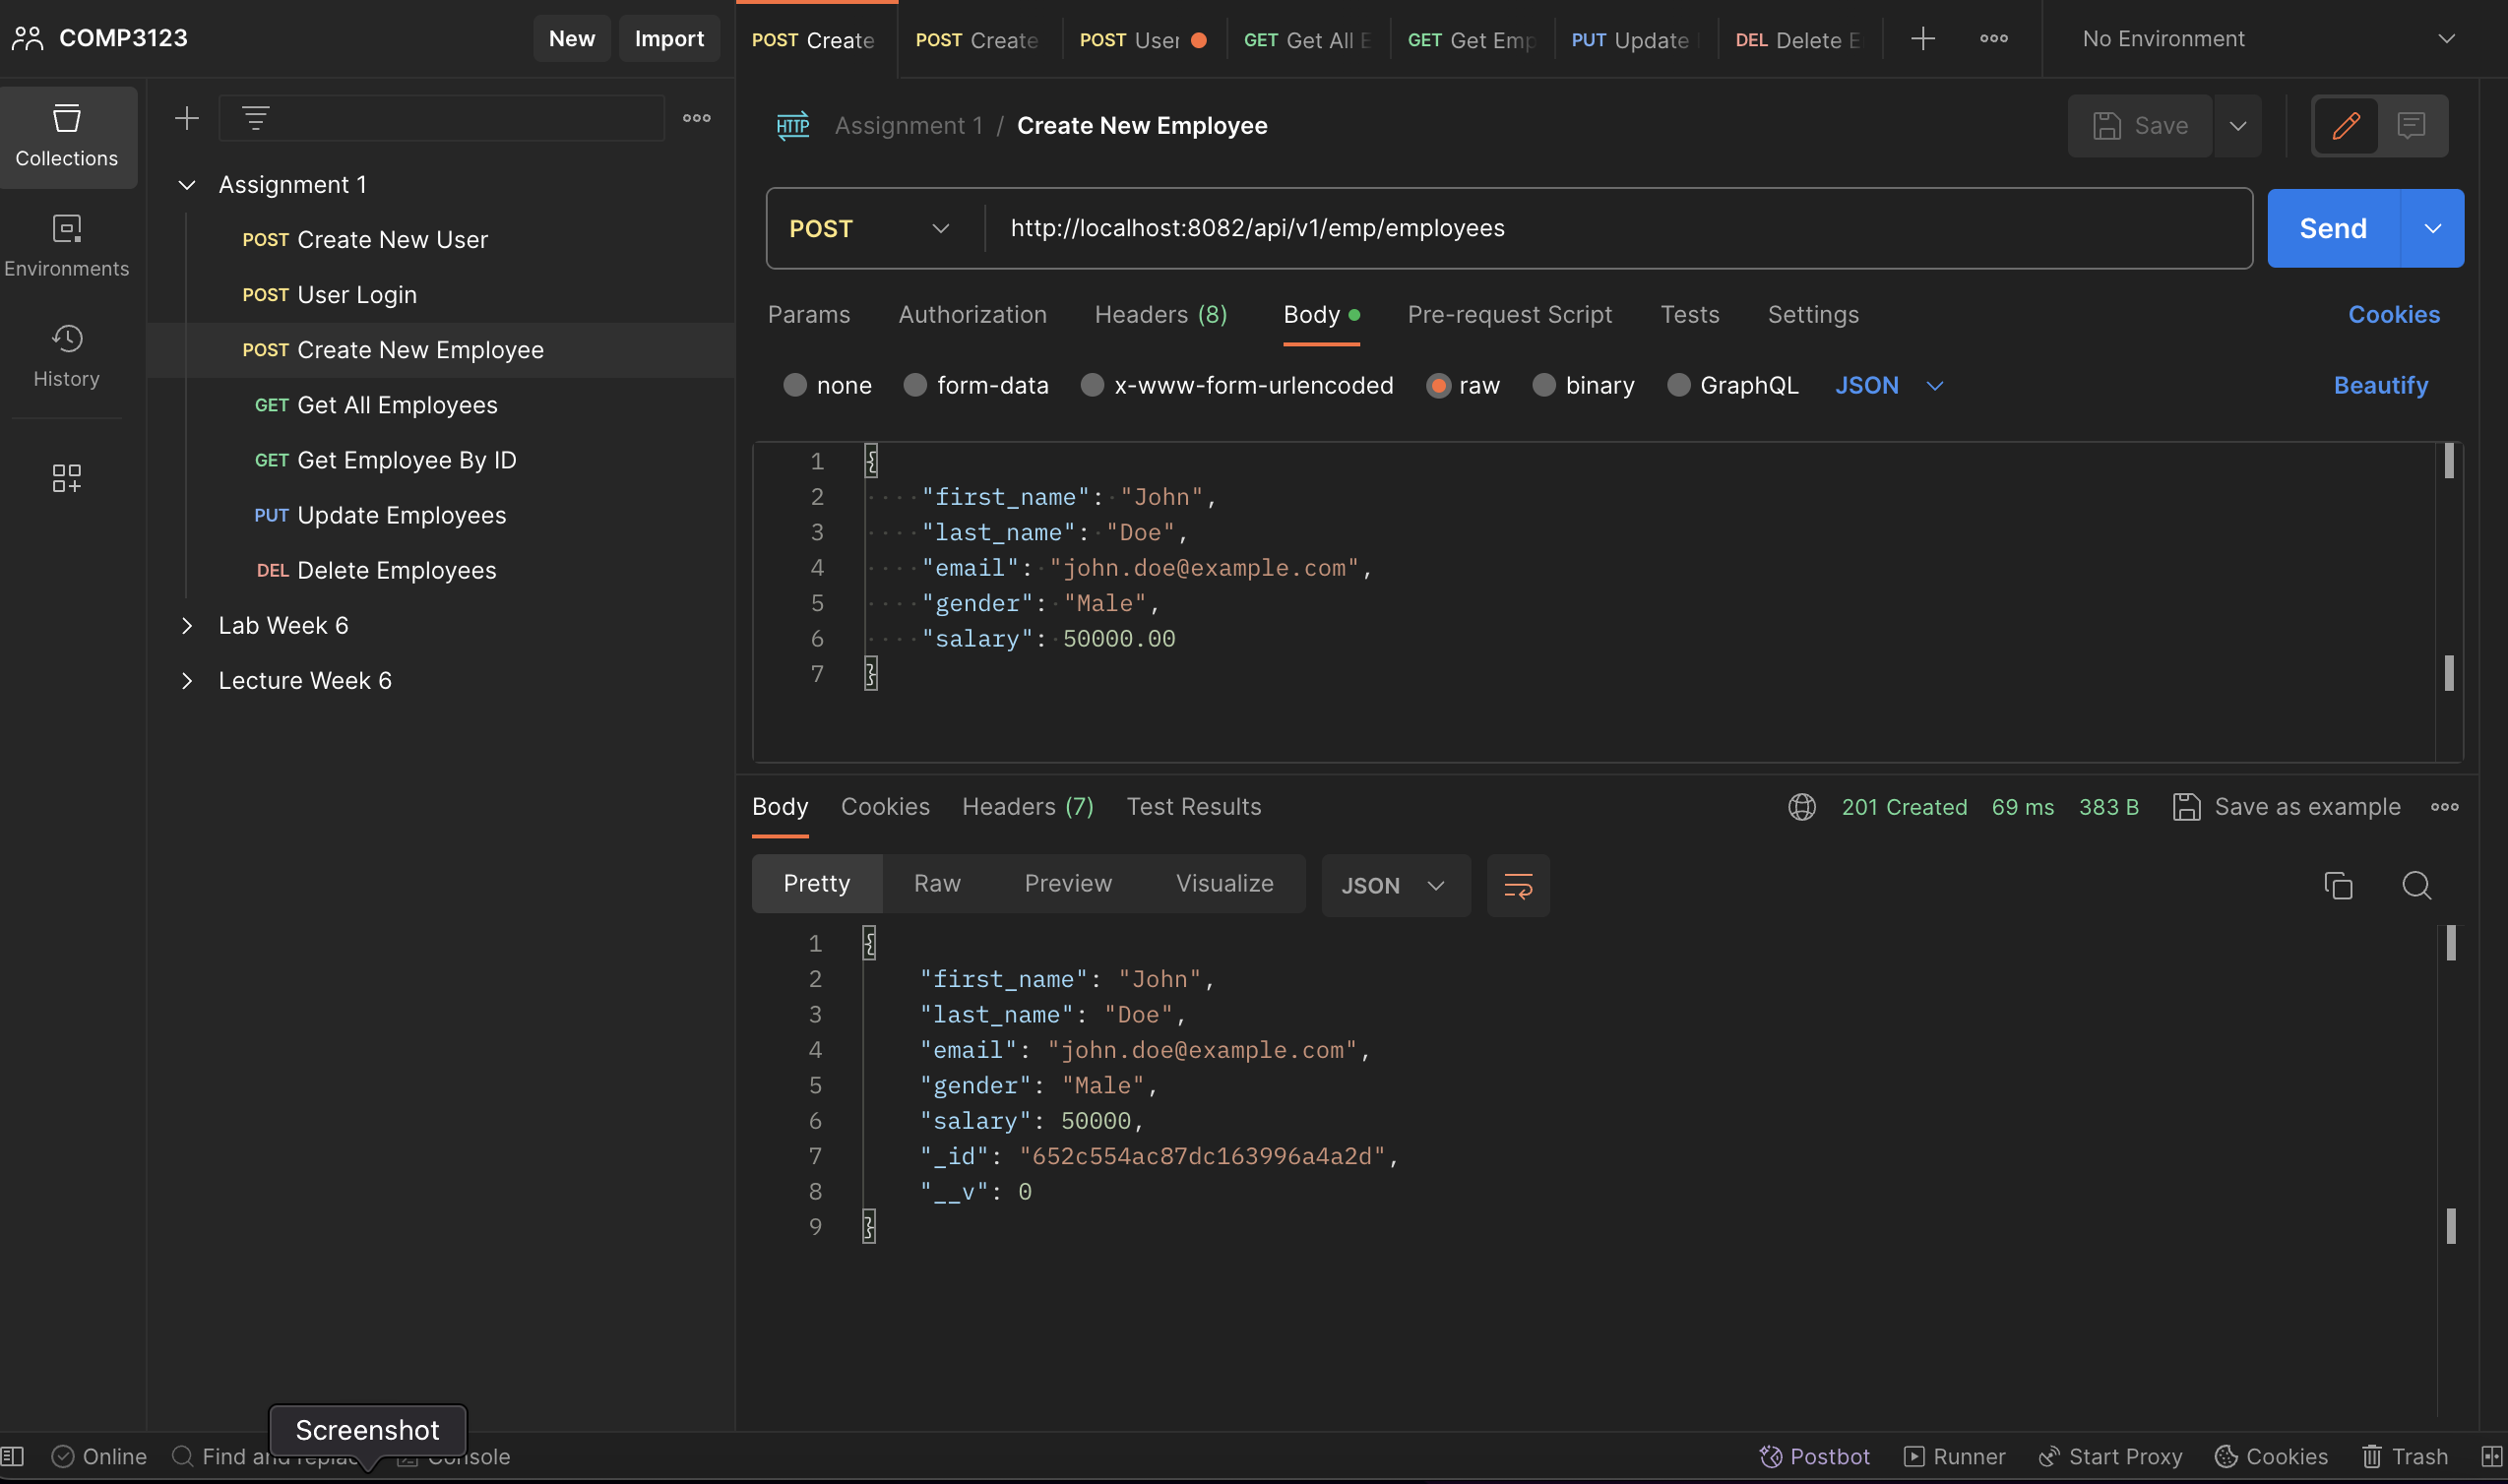 COMP3123
New
Import
POST Create
POST Create
POST User
GET Get All E
GET Get Emp
PUT Update
DEL Delete E
No Environment
Collections
Environments
History
Assignment 1
POST Create New User
POST User Login
POST Create New Employee
GET Get All Employees
GET Get Employee By ID
PUT Update Employees
DEL Delete Employees
Lab Week 6
Lecture Week 6
HTTP Assignment 1 / Create New Employee
Save
POST http://localhost:8082/api/v1/emp/employees
Send
Params Authorization Headers (8) Body Pre-request Script Tests Settings Cookies
none form-data x-www-form-urlencoded raw binary GraphQL JSON Beautify
1 {
2 "first_name": "John",
3 "last_name": "Doe",
4 "email": "john.doe@example.com",
5 "gender": "Male",
6 "salary": 50000.00
7 }
Body Cookies Headers (7) Test Results 201 Created 69 ms 383 B Save as example
Pretty Raw Preview Visualize JSON
1 {
2 "first_name": "John",
3 "last_name": "Doe",
4 "email": "john.doe@example.com",
5 "gender": "Male",
6 "salary": 50000,
7 "_id": "652c554ac87dc163996a4a2d",
8 "__v": 0
9 }
Screenshot
Online Find and replace Console Postbot Runner Start Proxy Cookies Trash